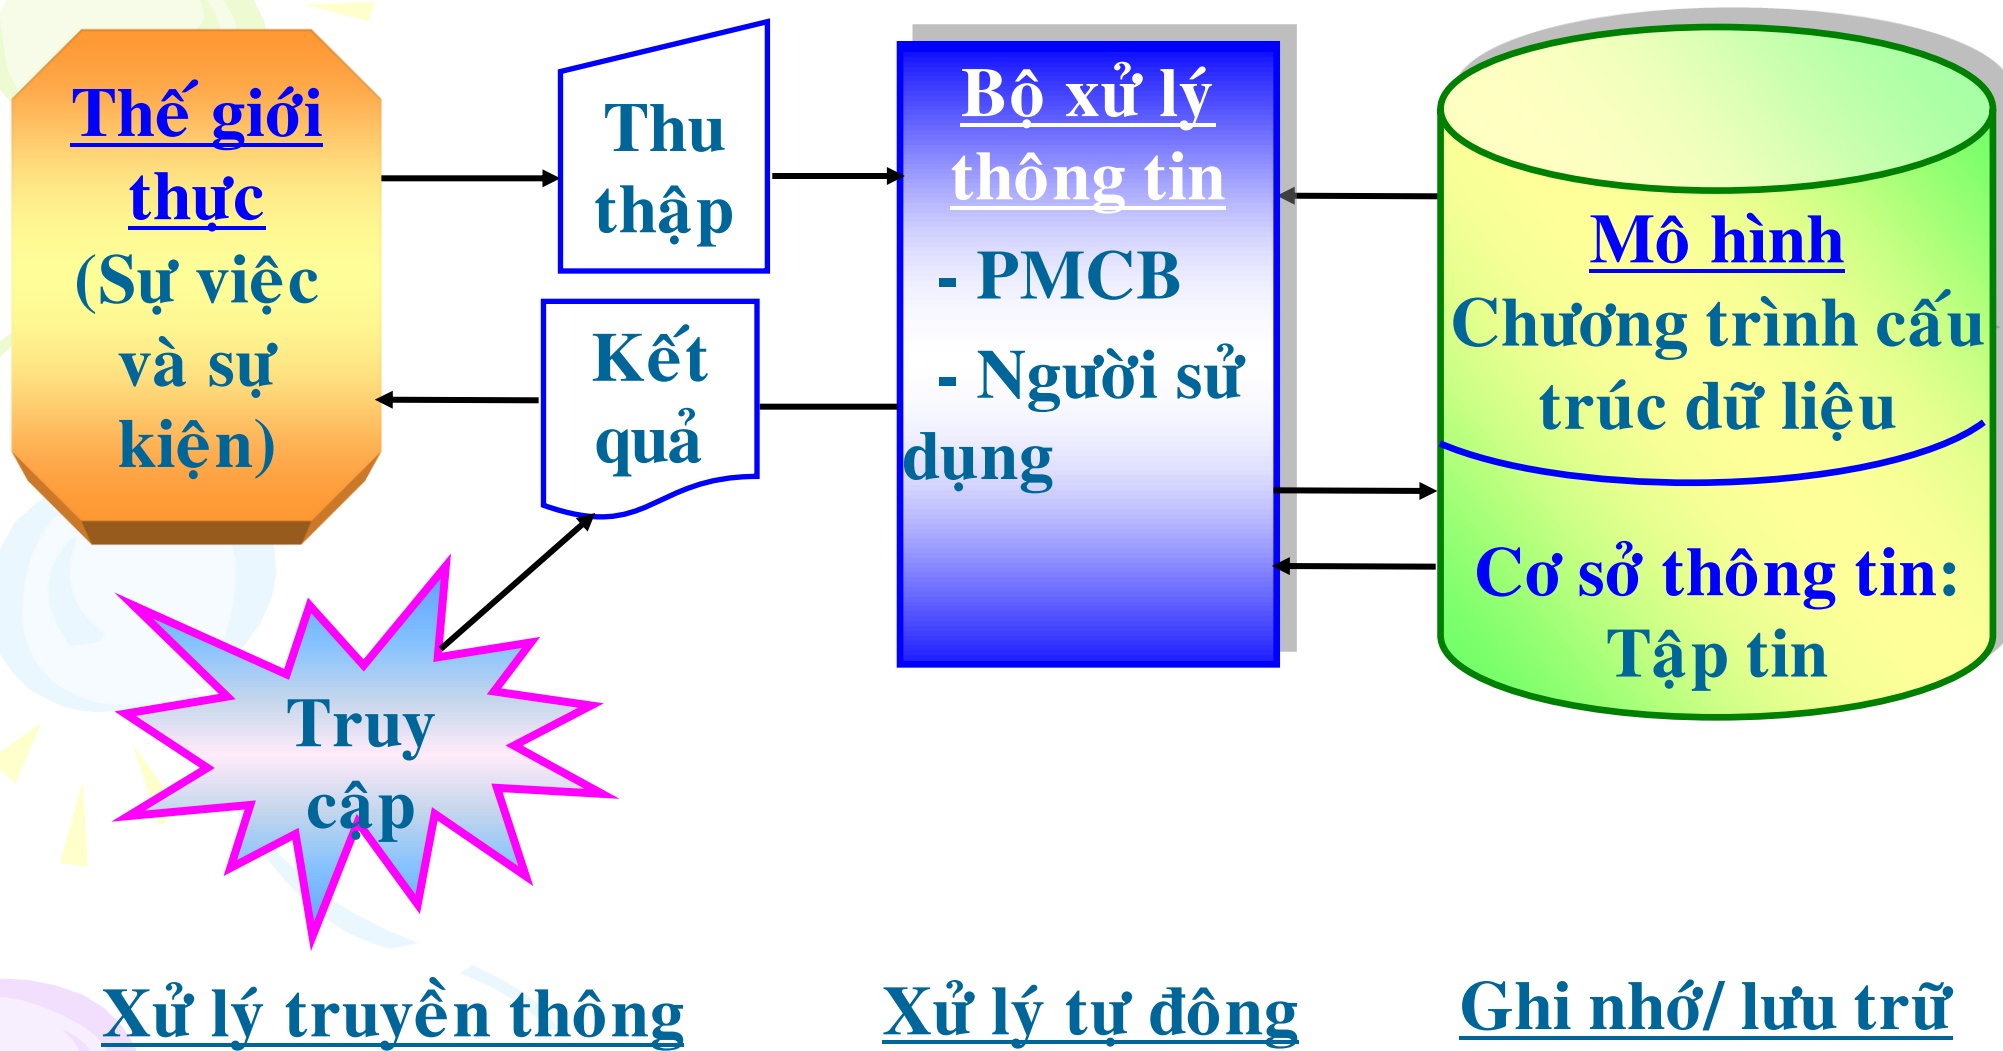 Thế giới
thực
(Sự việc
và sự
kiện)
Thu
thập
Kết
quả
Truy
cập
Bộ xử lý
thông tin
- PMCB
- Người sử
dụng
Mô hình
Chương trình cấu
trúc dữ liệu
Cơ sở thông tin:
Tập tin
Xử lý truyền thông
Xử lý tự đông
Ghi nhớ/ lưu trữ